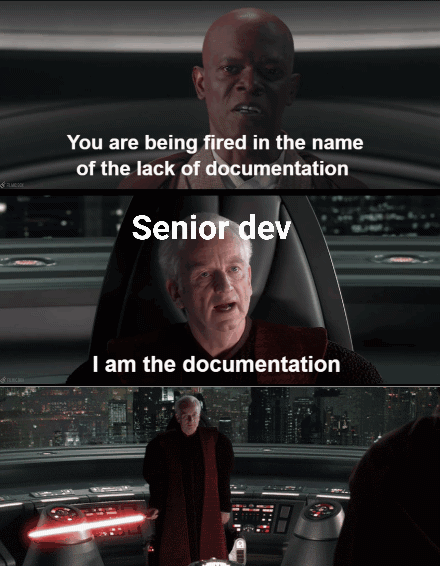 You are being fired in the name
of the lack of documentation
Senior dev
I am the documentation